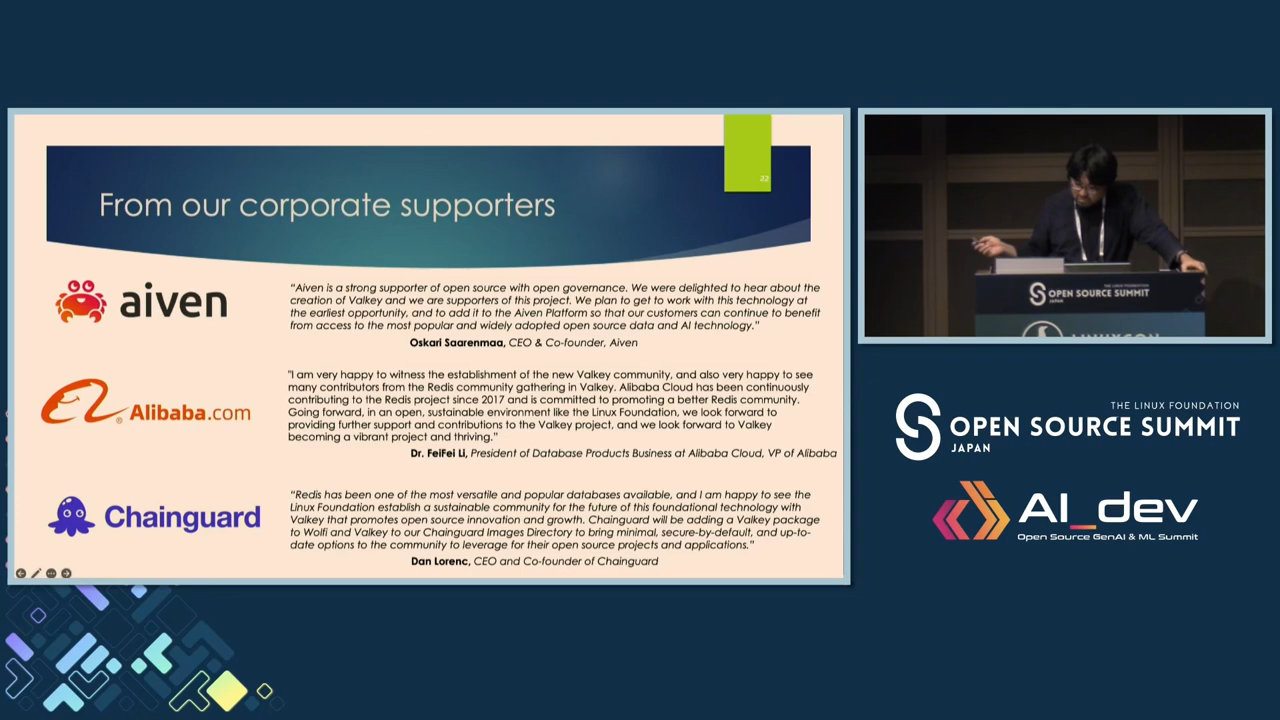 22
From our corporate supporters
aiven
“Aiven is a strong supporter of open source with open governance. We were delighted to hear about the
creation of Valkey and we are supporters of this project. We plan to get to work with this technology at
the earliest opportunity, and to add it to the Aiven Platform so that our customers can continue to benefit
from access to the most popular and widely adopted open source data and AI technology.”
Oskari Saarenmaa, CEO & Co-founder, Aiven
Alibaba.com
"I am very happy to witness the establishment of the new Valkey community, and also very happy to see
many contributors from the Redis community gathering in Valkey. Alibaba Cloud has been continuously
contributing to the Redis project since 2017 and is committed to promoting a better Redis community.
Going forward, in an open, sustainable environment like the Linux Foundation, we look forward to
providing further support and contributions to the Valkey project, and we look forward to Valkey
becoming a vibrant project and thriving.”
Dr. FeiFei Li, President of Database Products Business at Alibaba Cloud, VP of Alibaba
Chainguard
“Redis has been one of the most versatile and popular databases available, and I am happy to see the
Linux Foundation establish a sustainable community for the future of this foundational technology with
Valkey that promotes open source innovation and growth. Chainguard will be adding a Valkey package
to Wolfi and Valkey to our Chainguard Images Directory to bring minimal, secure-by-default, and up-to-
date options to the community to leverage for their open source projects and applications.”
Dan Lorenc, CEO and Co-founder of Chainguard
THE LINUX FOUNDATION
OPEN SOURCE SUMMIT
JAPAN
LINUXCON
THE LINUX FOUNDATION
OPEN SOURCE SUMMIT
JAPAN
AI_dev
Open Source GenAI & ML Summit